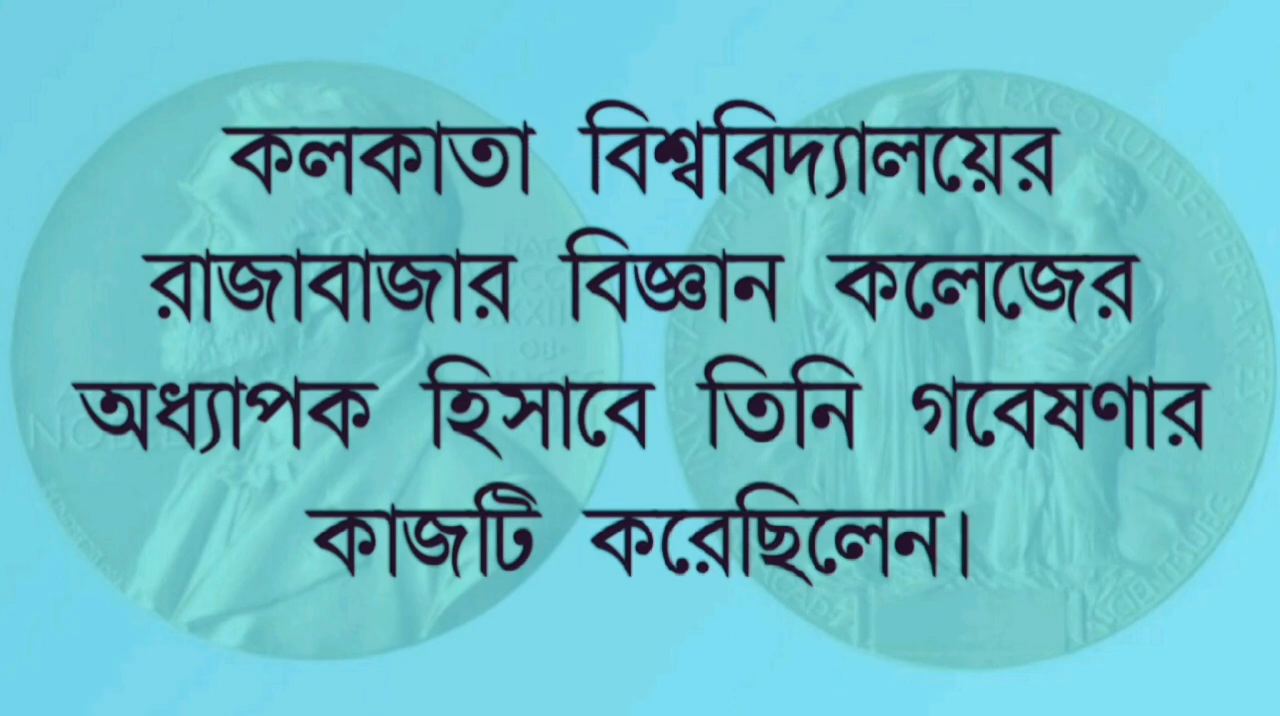 কলকাতা বিশ্ববিদ্যালয়ের
রাজাবাজার বিজ্ঞান কলেজের
অধ্যাপক হিসাবে তিনি গবেষণার
কাজটি করেছিলেন।